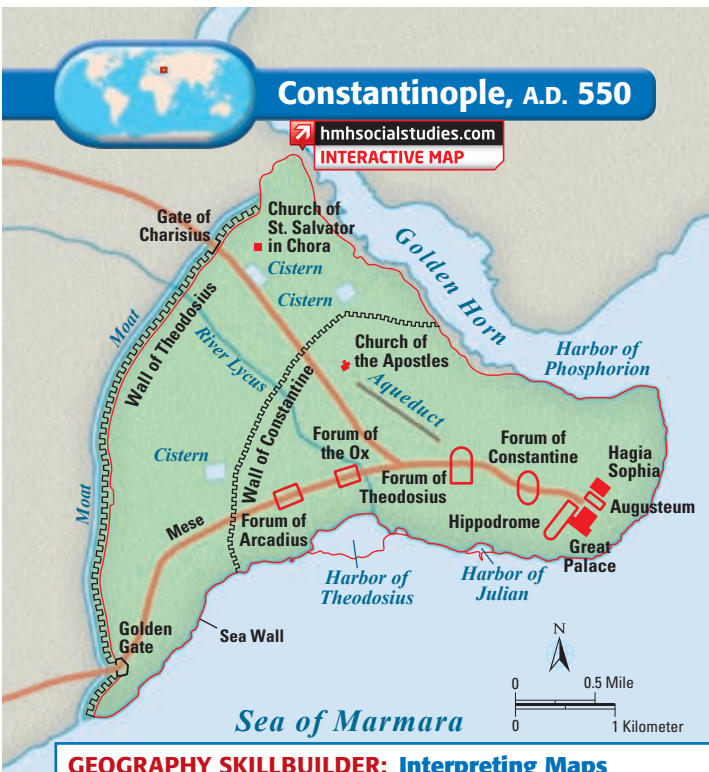 Constantinople, A.D. 550
hmhsocialstudies.com
INTERACTIVE MAP
Gate of
Charisius
Church of
St. Salvator
in Chora
Cistern
Cistern
Golden Horn
Moat
Wall of Theodosius
River Lycus
Wall of Constantine
Church of
the Apostles
Aqueduct
Harbor of
Phosphorion
Cistern
Forum of
the Ox
Forum of
Theodosius
Forum of
Constantine
Hagia
Sophia
Augusteum
Moat
Mese
Forum of
Arcadius
Hippodrome
Great
Palace
Harbor of
Theodosius
Harbor of
Julian
Golden
Gate
Sea Wall
N
0 0.5 Mile
0 1 Kilometer
Sea of Marmara
GEOGRAPHY SKILLBUILDER: Interpreting Maps